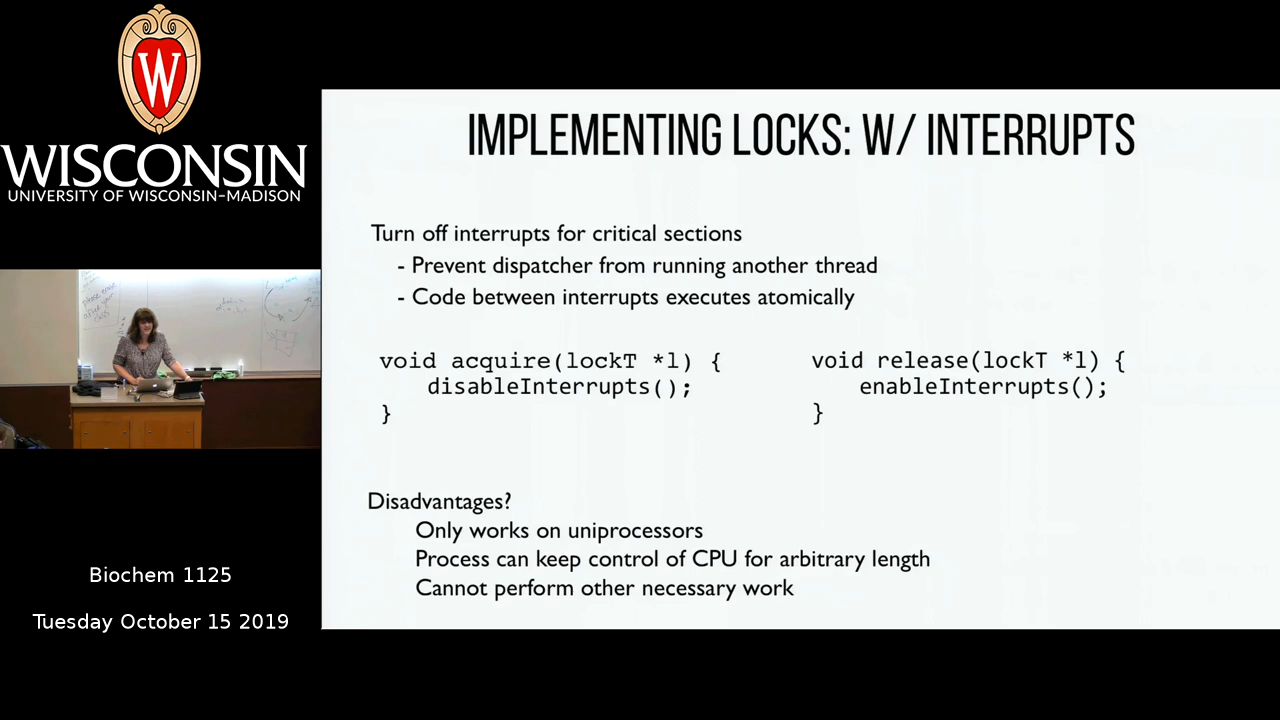 W
WISCONSIN
UNIVERSITY OF WISCONSIN–MADISON
IMPLEMENTING LOCKS: W/ INTERRUPTS
Turn off interrupts for critical sections
- Prevent dispatcher from running another thread
- Code between interrupts executes atomically
void acquire(lockT *l) {
disableInterrupts();
}
void release(lockT *l) {
enableInterrupts();
}
Disadvantages?
Only works on uniprocessors
Process can keep control of CPU for arbitrary length
Cannot perform other necessary work
Biochem 1125
Tuesday October 15 2019